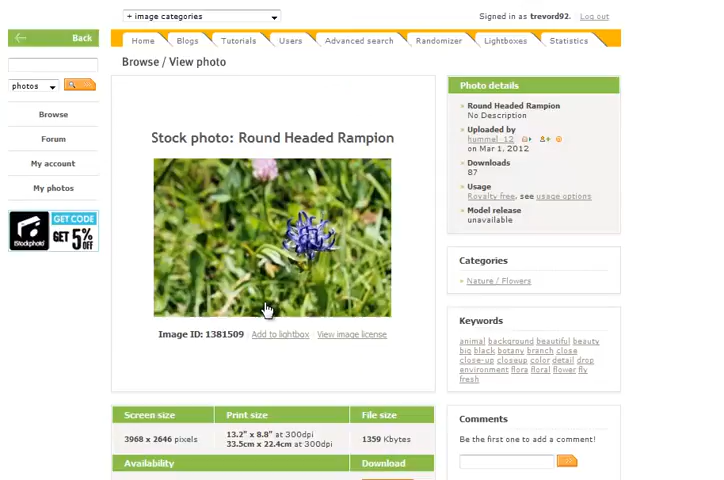 + image categories
Signed in as trevord92. Log out
Back
Home Blogs Tutorials Users Advanced search Randomizer Lightboxes Statistics
Browse / View photo
photos
Browse
Forum
My account
My photos
iStockphoto
GET CODE
GET 5% OFF
Stock photo: Round Headed Rampion
Image ID: 1381509 Add to lightbox View image license
Photo details
Round Headed Rampion
No Description
Uploaded by
hummel_12
on Mar 1, 2012
Downloads
87
Usage
Royalty free, see usage options
Model release
unavailable
Categories
Nature / Flowers
Keywords
animal background beautiful beauty
bio black botany branch close
close-up closeup color detail drop
environment flora floral flower fly
fresh
Screen size Print size File size
3968 x 2646 pixels
13.2" x 8.8" at 300dpi
33.5cm x 22.4cm at 300dpi
1359 Kbytes
Availability Download
Comments
Be the first one to add a comment!